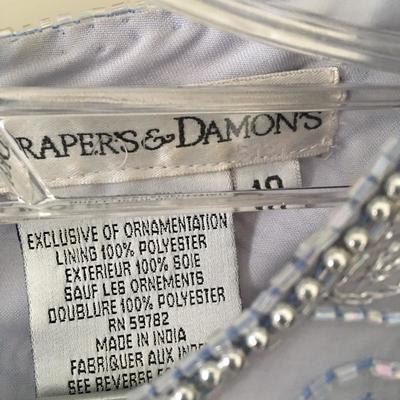 RAPER'S & DAMON'S
EXCLUSIVE OF ORNAMENTATION
LINING 100% POLYESTER
EXTERIEUR 100% SOIE
SAUF LES ORNEMENTS
DOUBLURE 100% POLYESTER
RN 59782
MADE IN INDIA
FABRIQUER AUX INDE
SEE REVERSE